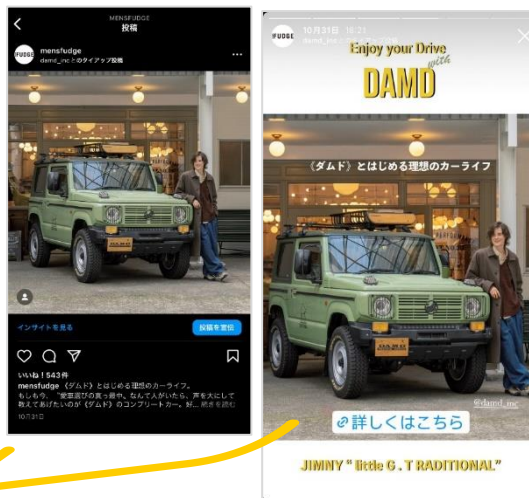 MENSFUDGE
投稿
FUDGE
mensfudge
damd_incとのタイアップ投稿
インサイトを見る
投稿を宣伝
いいね！543件
mensfudge 《ダムド》とはじめる理想のカーライフ。
もしも今、“愛車選びの真っ最中。なんて人がいたら、声を大にして
教えてあげたいのが《ダムド》のコンプリートカー。好... 続きを読む
10月31日
FUDGE
10月31日 18:21
Enjoy your Drive
with
DAMD
《ダムド》とはじめる理想のカーライフ
DAMD
@damd_inc
詳しくはこちら
JIMNY " little G . T RADITIONAL"